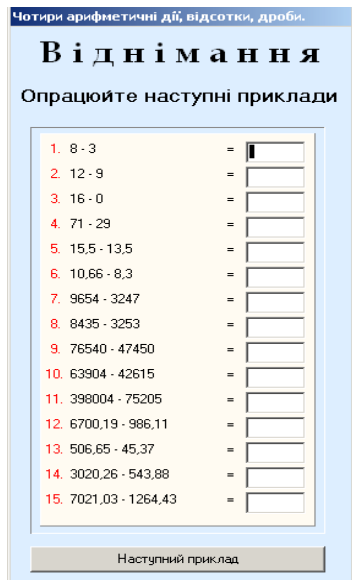 Чотири арифметичні дії, відсотки, дроби.
Віднімання
Опрацюйте наступні приклади
1. 8 - 3 =
2. 12 - 9 =
3. 16 - 0 =
4. 71 - 29 =
5. 15,5 - 13,5 =
6. 10,66 - 8,3 =
7. 9654 - 3247 =
8. 8435 - 3253 =
9. 76540 - 47450 =
10. 63904 - 42615 =
11. 398004 - 75205 =
12. 6700,19 - 986,11 =
13. 506,65 - 45,37 =
14. 3020,26 - 543,88 =
15. 7021,03 - 1264,43 =
Наступний приклад